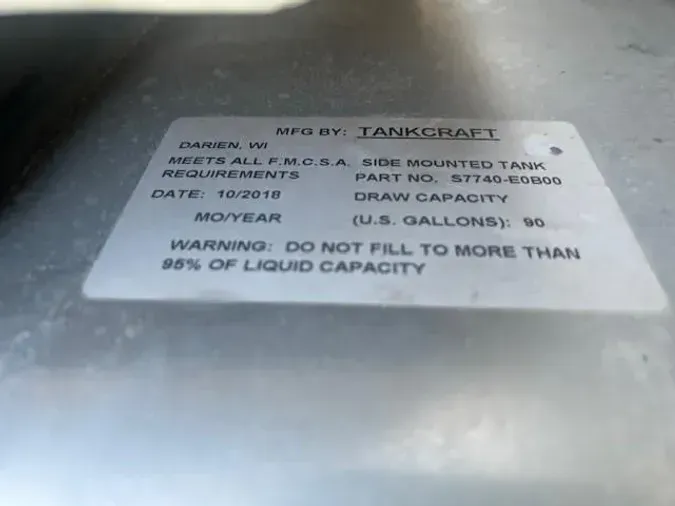 MFG BY: TANKCRAFT
DARIEN, WI
MEETS ALL F.M.C.S.A. SIDE MOUNTED TANK
REQUIREMENTS PART NO. S7740-E0B00
DATE: 10/2018 DRAW CAPACITY
MO/YEAR (U.S. GALLONS): 90
WARNING: DO NOT FILL TO MORE THAN
95% OF LIQUID CAPACITY